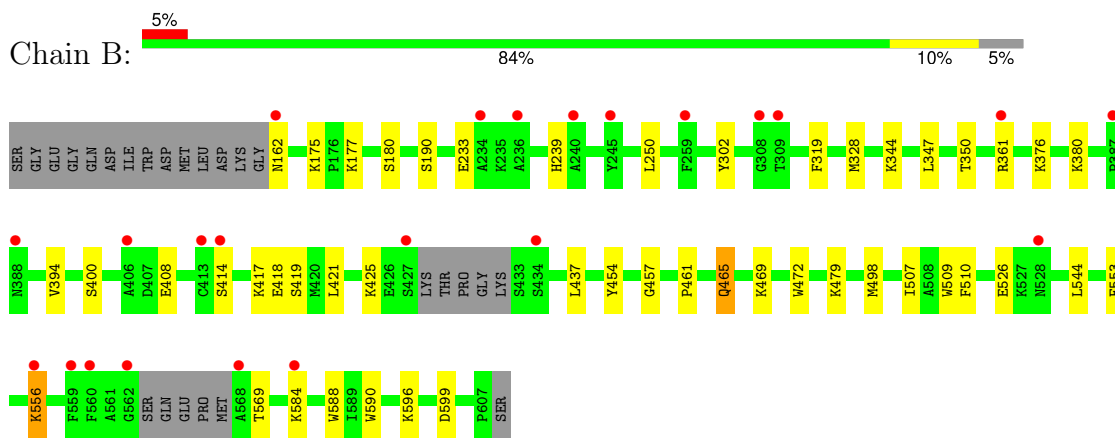 5%
Chain B:
84% 10% 5%
SER GLY GLU GLY GLN ASP ILE TRP ASP ASP MET LEU ASP LYS GLY N162 K175 P176 K177 S180 S190 E233 A234 K235 A236 H239 A240 Y245 L250 F259 Y302 G308 T309 F319 M328 K344 L347 T350 R361 K376 K380
N388 V394 S400 A406 D407 E408 C413 S414 K417 E418 S419 M420 L421 K425 E426 S427 LYS THR PRO GLY LYS S433 S434 L437 Y454 G457 P461 Q465 K469 W472 K479 M498 I507 A508 W509 F510 E526 K527 N528 L544
K556 F559 F560 A561 G562 SER GLN GLU PRO MET A568 T569 K584 W588 I589 W590 K596 D599 P607 SER